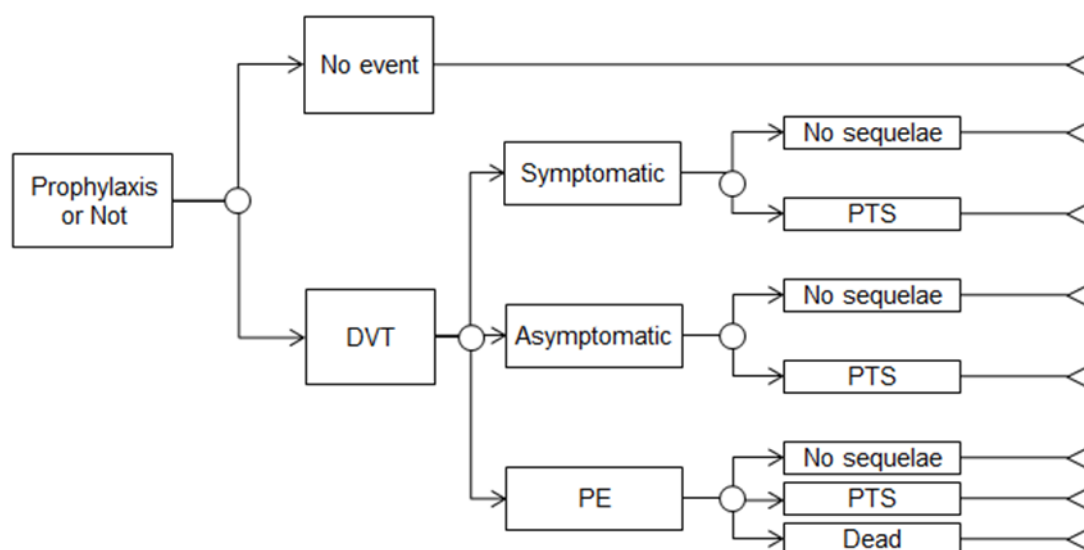 No event
No sequelae
Symptomatic
Prophylaxis
or Not
PTS
No sequelae
DVT
Asymptomatic
PTS
No sequelae
PE
PTS
Dead